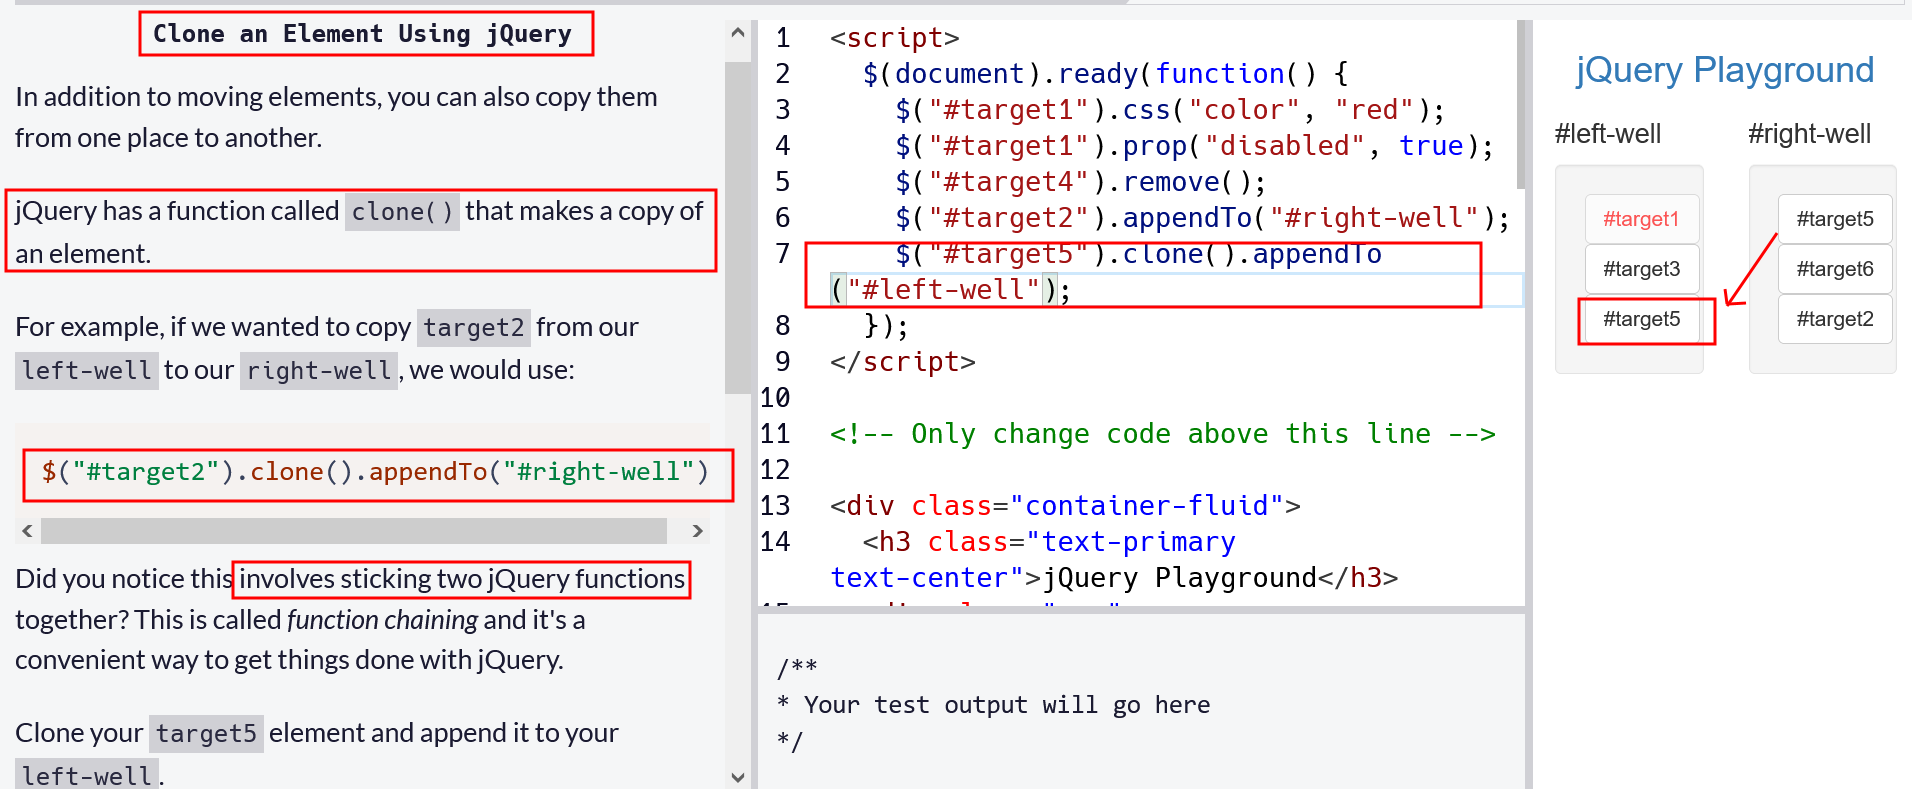 Clone an Element Using jQuery
In addition to moving elements, you can also copy them
from one place to another.
jQuery has a function called clone() that makes a copy of
an element.
For example, if we wanted to copy target2 from our
left-well to our right-well, we would use:
$("#target2").clone().appendTo("#right-well")
Did you notice this involves sticking two jQuery functions
together? This is called function chaining and it's a
convenient way to get things done with jQuery.
Clone your target5 element and append it to your
left-well.
1 <script>
2 $(document).ready(function() {
3 $("#target1").css("color", "red");
4 $("#target1").prop("disabled", true);
5 $("#target4").remove();
6 $("#target2").appendTo("#right-well");
7 $("#target5").clone().appendTo
("#left-well");
8 });
9 </script>
10
11 <!-- Only change code above this line -->
12
13 <div class="container-fluid">
14 <h3 class="text-primary
text-center">jQuery Playground</h3>
/**
* Your test output will go here
*/
jQuery Playground
#left-well
#target1
#target3
#target5
#right-well
#target5
#target6
#target2